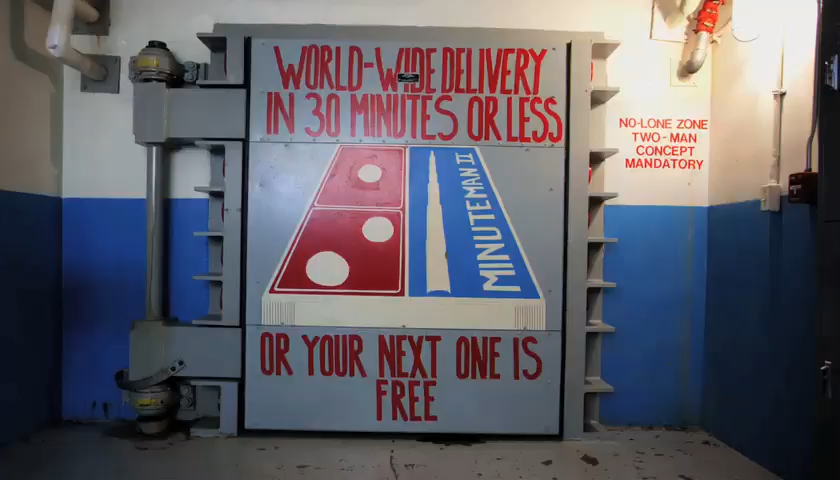 WORLD-WIDE DELIVERY
IN 30 MINUTES OR LESS
MINUTEMAN II
OR YOUR NEXT ONE IS
FREE
NO-LONE ZONE
TWO-MAN
CONCEPT
MANDATORY